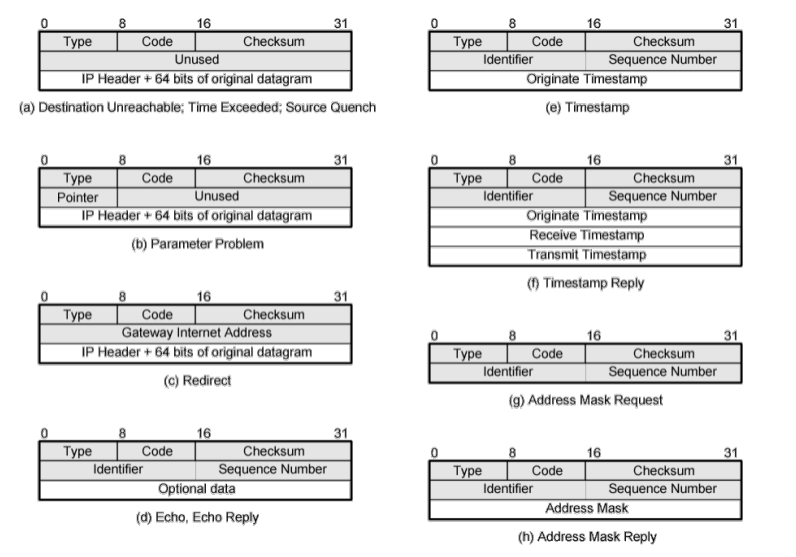 0 8 16 31
Type Code Checksum
Unused
IP Header + 64 bits of original datagram
(a) Destination Unreachable; Time Exceeded; Source Quench
0 8 16 31
Type Code Checksum
Pointer Unused
IP Header + 64 bits of original datagram
(b) Parameter Problem
0 8 16 31
Type Code Checksum
Gateway Internet Address
IP Header + 64 bits of original datagram
(c) Redirect
0 8 16 31
Type Code Checksum
Identifier Sequence Number
Optional data
(d) Echo, Echo Reply
0 8 16 31
Type Code Checksum
Identifier Sequence Number
Originate Timestamp
(e) Timestamp
0 8 16 31
Type Code Checksum
Identifier Sequence Number
Originate Timestamp
Receive Timestamp
Transmit Timestamp
(f) Timestamp Reply
0 8 16 31
Type Code Checksum
Identifier Sequence Number
(g) Address Mask Request
0 8 16 31
Type Code Checksum
Identifier Sequence Number
Address Mask
(h) Address Mask Reply